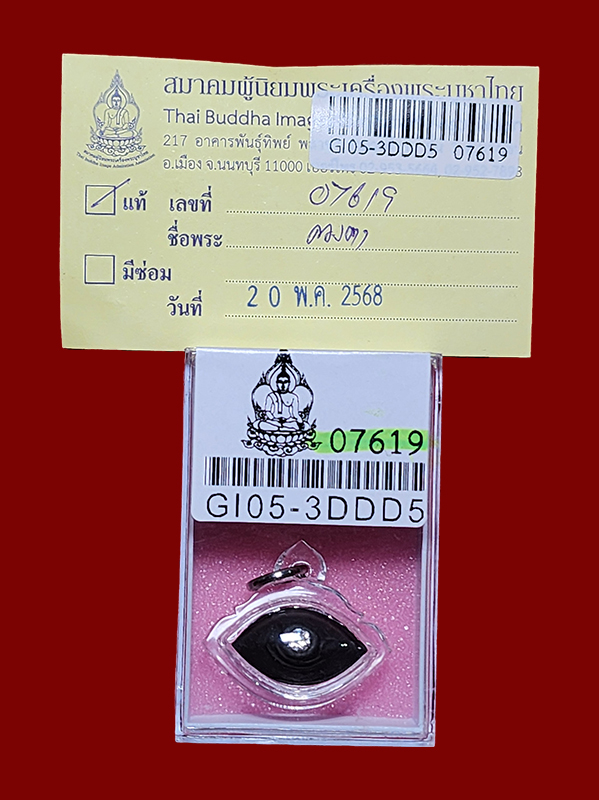 สมาคมผู้นิยมพระเครื่องพระบูชาไทย
Thai Buddha Imag
217 อาคารพันธุ์ทิพย์
อ.เมือง จ.นนทบุรี 11000
GI05-3DDD5 07619
แท้ เลขที่ 07619
ชื่อพระ ดวงตา
มีซ่อม
วันที่ 20 พ.ค. 2568
07619
GI05-3DDD5